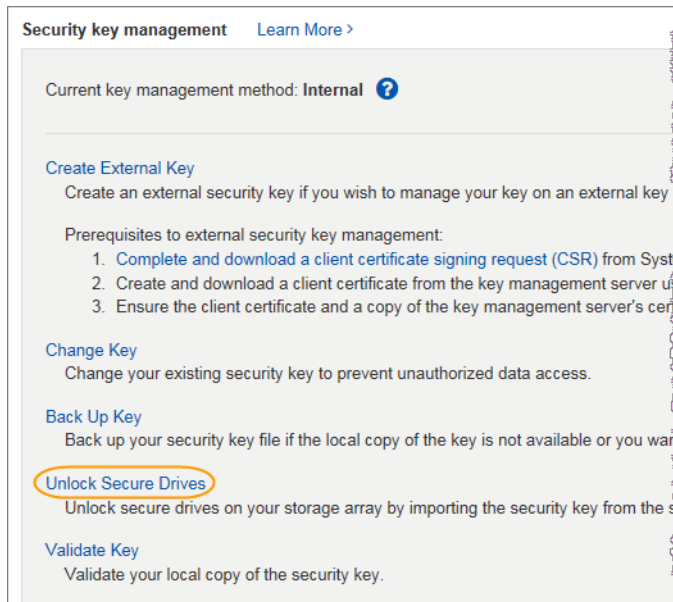 Security key management Learn More >
Current key management method: Internal ?
Create External Key
Create an external security key if you wish to manage your key on an external key
Prerequisites to external security key management:
1. Complete and download a client certificate signing request (CSR) from Syst
2. Create and download a client certificate from the key management server u
3. Ensure the client certificate and a copy of the key management server's cer
Change Key
Change your existing security key to prevent unauthorized data access.
Back Up Key
Back up your security key file if the local copy of the key is not available or you wan
Unlock Secure Drives
Unlock secure drives on your storage array by importing the security key from the s
Validate Key
Validate your local copy of the security key.